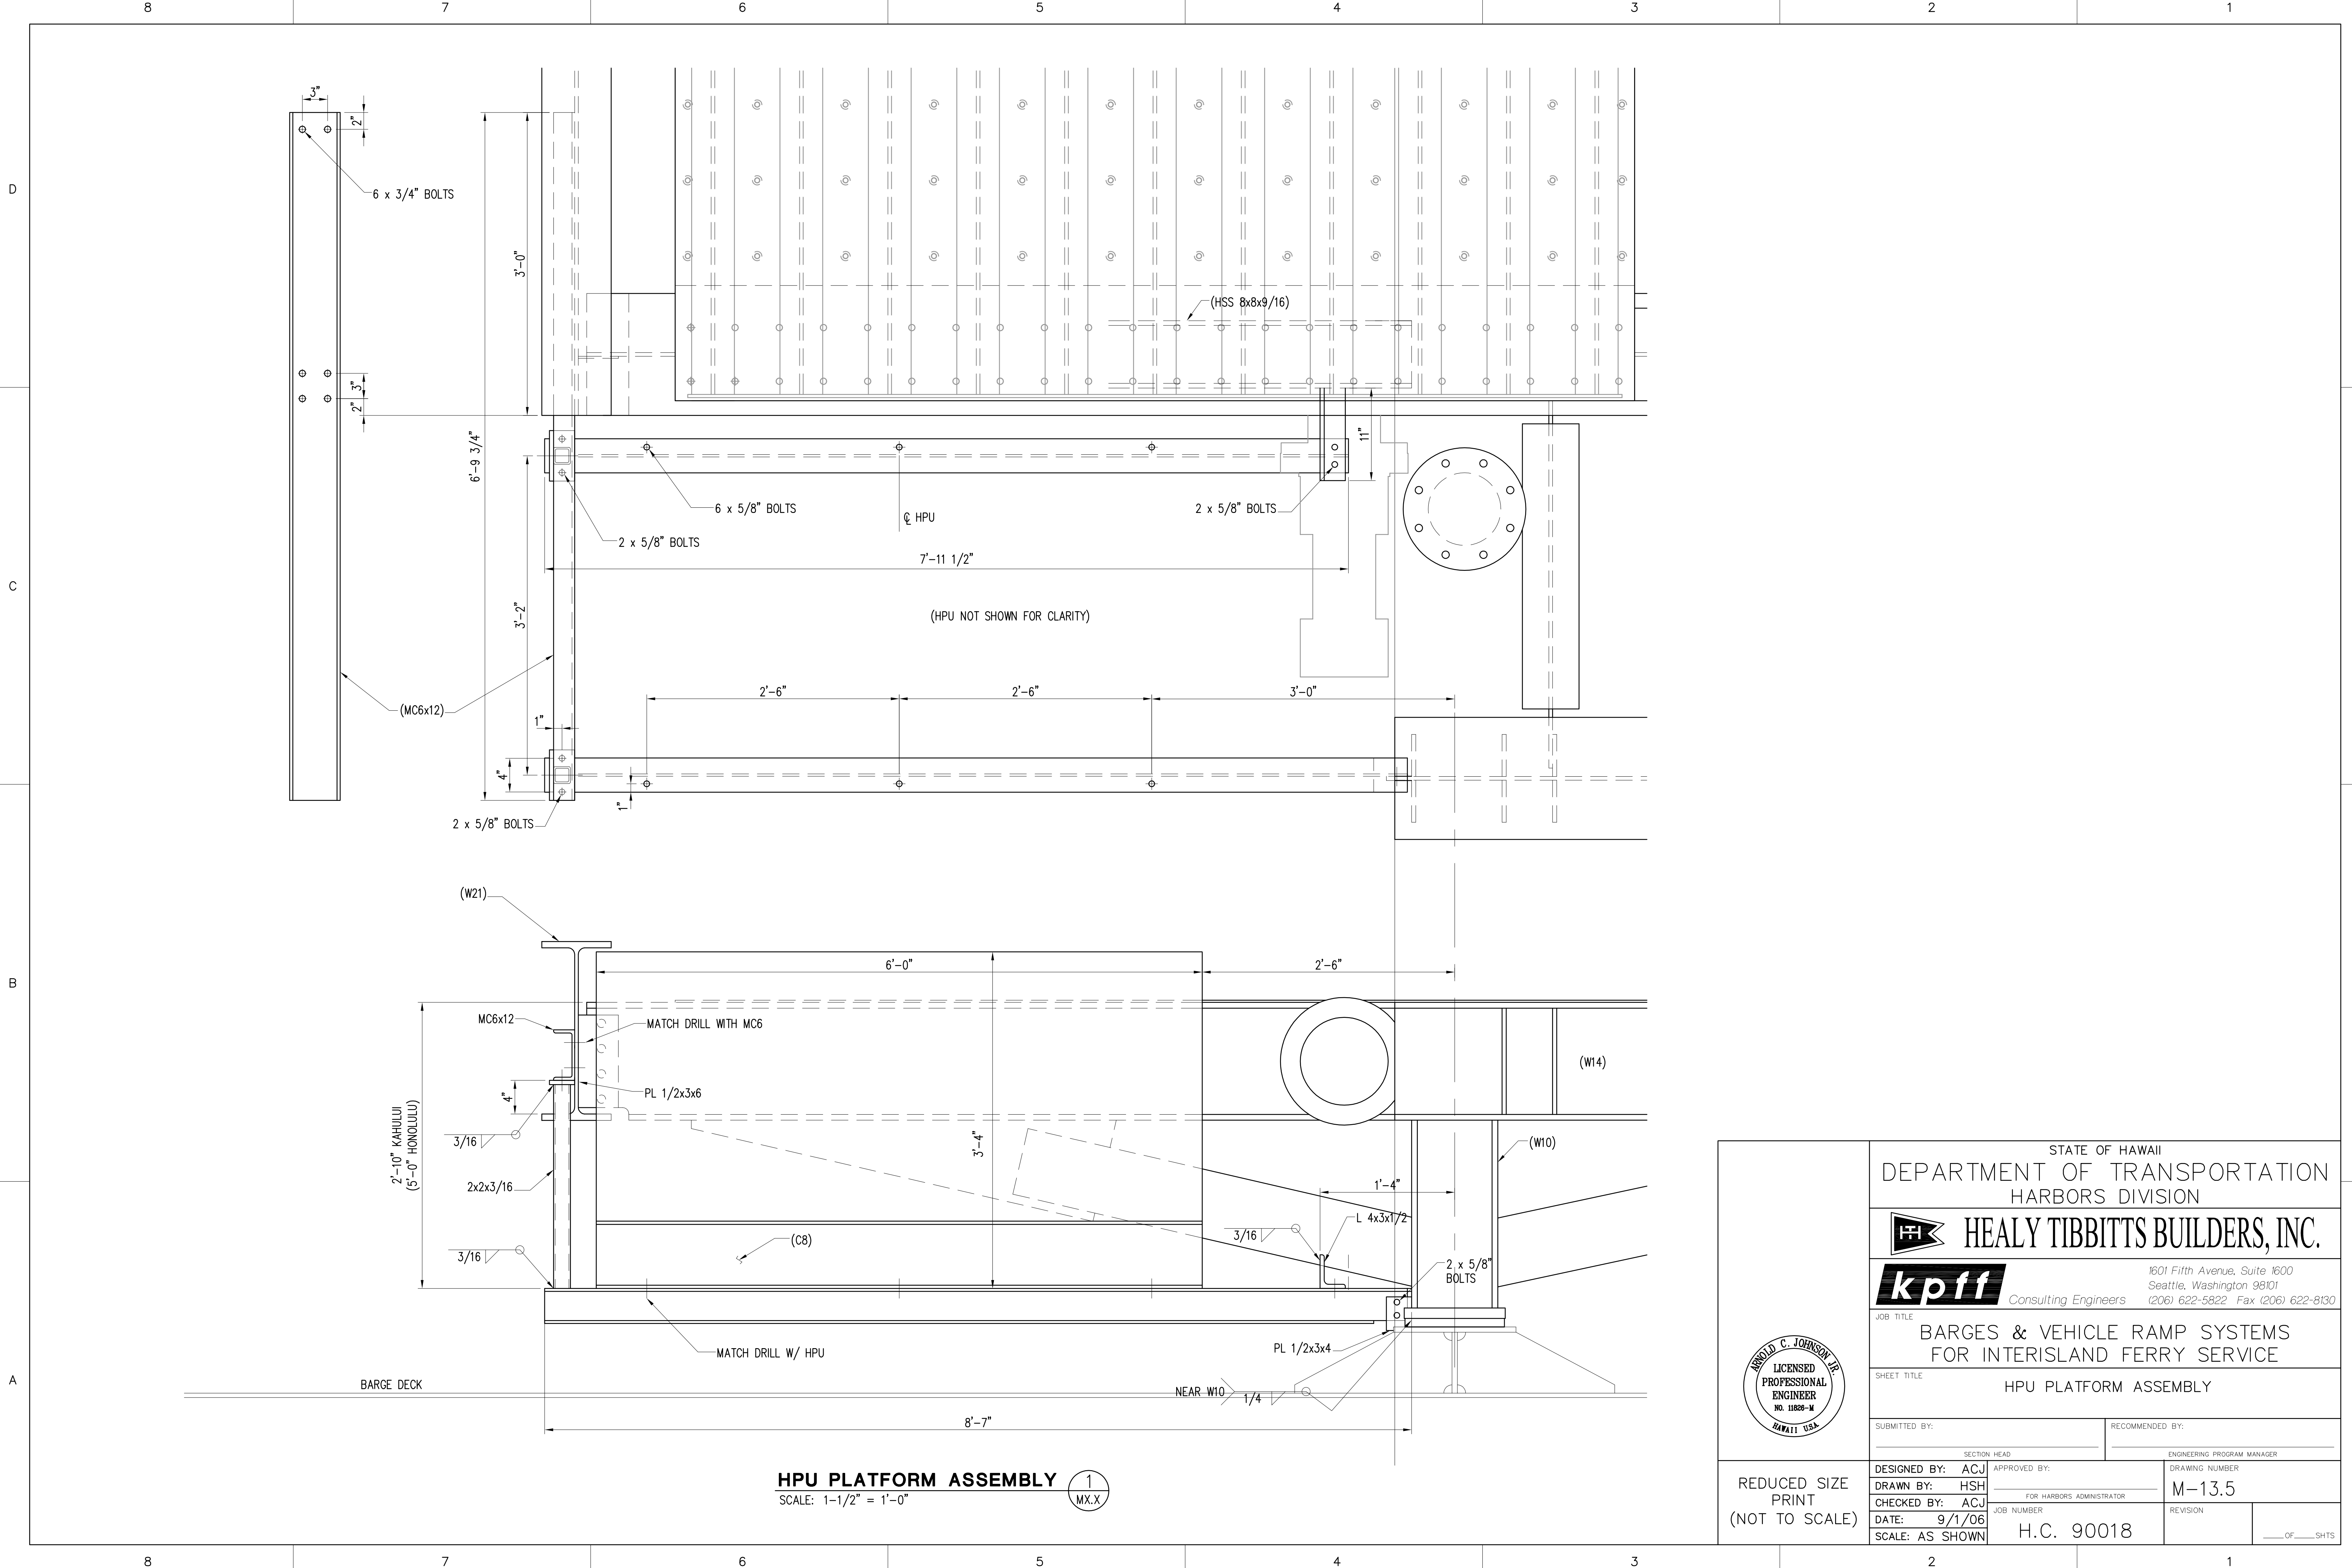 8 7 6 5 4 3 2 1
D
C
B
A
3"
2"
6 x 3/4" BOLTS
3"
2"
(MC6x12)
3'-0"
6'-9 3/4"
3'-2"
(HSS 8x8x9/16)
11"
6 x 5/8" BOLTS
2 x 5/8" BOLTS
℄ HPU
2 x 5/8" BOLTS
7'-11 1/2"
(HPU NOT SHOWN FOR CLARITY)
2'-6"
2'-6"
3'-0"
1"
4"
1"
2 x 5/8" BOLTS
(W21)
6'-0"
2'-6"
MC6x12
MATCH DRILL WITH MC6
(W14)
PL 1/2x3x6
4"
2'-10" KAHULUI
(5'-0" HONOLULU)
3'-4"
3/16
(W10)
2x2x3/16
1'-4"
L 4x3x1/2
3/16
(C8)
3/16
2 x 5/8"
BOLTS
MATCH DRILL W/ HPU
PL 1/2x3x4
BARGE DECK
NEAR W10
1/4
8'-7"
HPU PLATFORM ASSEMBLY
SCALE: 1-1/2" = 1'-0"
1
MX.X
STATE OF HAWAII
DEPARTMENT OF TRANSPORTATION
HARBORS DIVISION
HTI
HEALY TIBBITTS BUILDERS, INC.
kpff
Consulting Engineers
1601 Fifth Avenue, Suite 1600
Seattle, Washington 98101
(206) 622-5822 Fax (206) 622-8130
JOB TITLE
BARGES & VEHICLE RAMP SYSTEMS
FOR INTERISLAND FERRY SERVICE
SHEET TITLE
HPU PLATFORM ASSEMBLY
ARNOLD C. JOHNSON JR.
LICENSED
PROFESSIONAL
ENGINEER
NO. 11826-M
HAWAII U.S.A.
SUBMITTED BY:
SECTION HEAD
RECOMMENDED BY:
ENGINEERING PROGRAM MANAGER
REDUCED SIZE
PRINT
(NOT TO SCALE)
DESIGNED BY: ACJ
DRAWN BY: HSH
CHECKED BY: ACJ
DATE: 9/1/06
SCALE: AS SHOWN
APPROVED BY:
FOR HARBORS ADMINISTRATOR
JOB NUMBER
H.C. 90018
DRAWING NUMBER
M-13.5
REVISION
____OF____SHTS
8 7 6 5 4 3 2 1